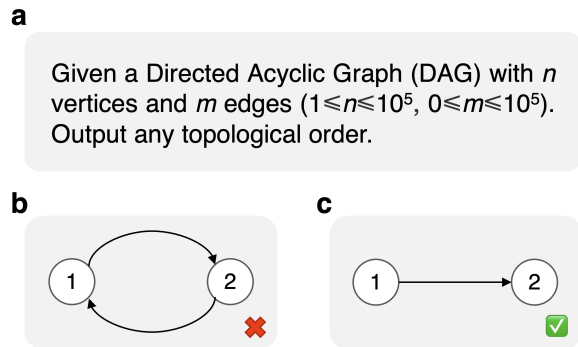 a
Given a Directed Acyclic Graph (DAG) with n
vertices and m edges (1⩽n⩽10⁵, 0⩽m⩽10⁵).
Output any topological order.
b
c
1
2
1
2